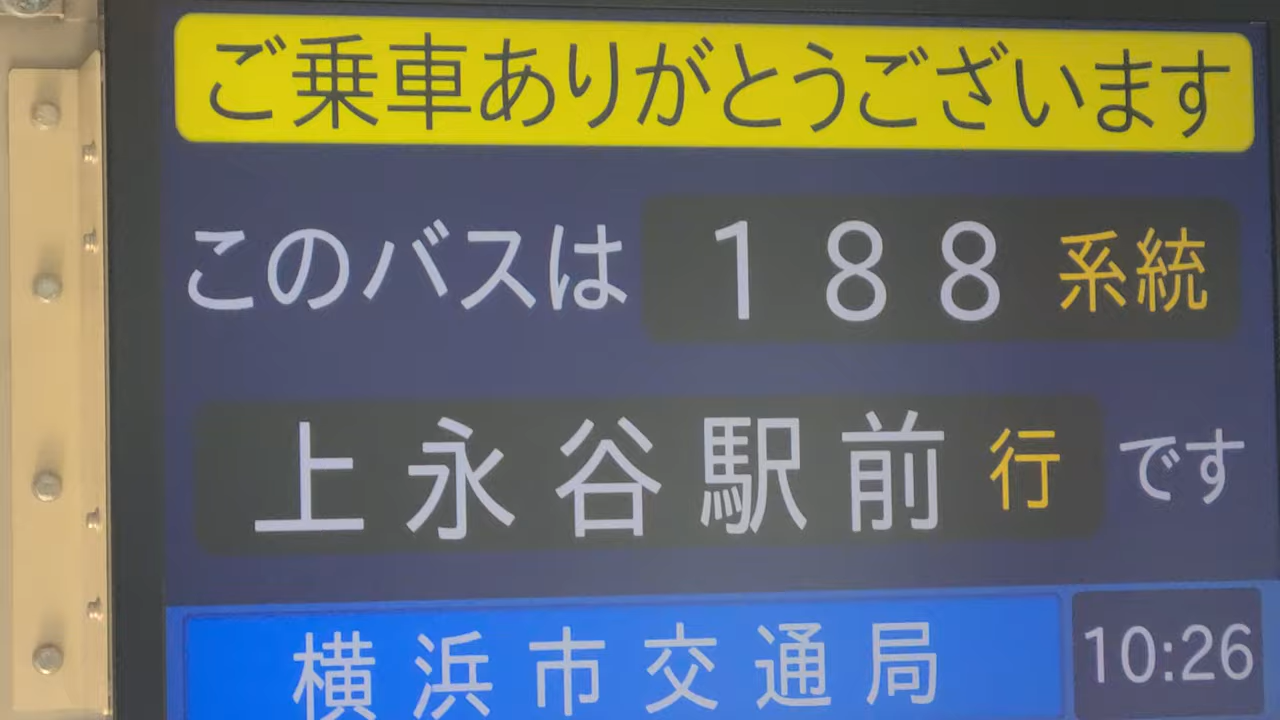 ご乗車ありがとうございます
このバスは 188 系統
上永谷駅前 行 です
横浜市交通局 10:26